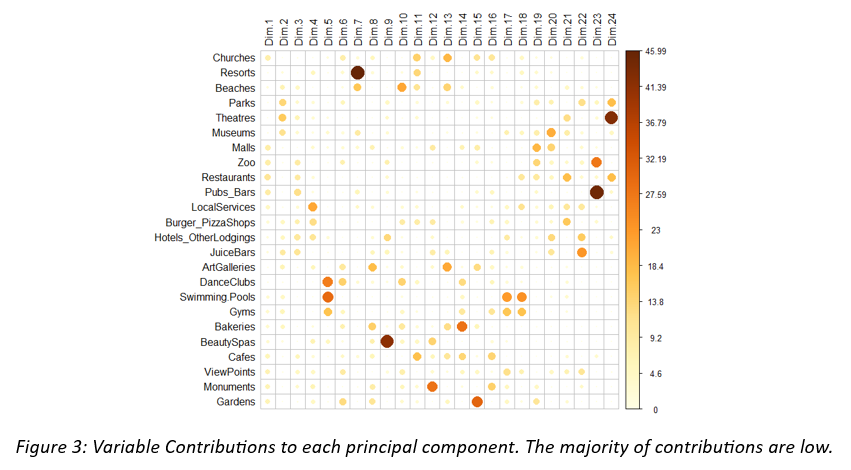 Dim.1 Dim.2 Dim.3 Dim.4 Dim.5 Dim.6 Dim.7 Dim.8 Dim.9 Dim.10 Dim.11 Dim.12 Dim.13 Dim.14 Dim.15 Dim.16 Dim.17 Dim.18 Dim.19 Dim.20 Dim.21 Dim.22 Dim.23 Dim.24
Churches
Resorts
Beaches
Parks
Theatres
Museums
Malls
Zoo
Restaurants
Pubs_Bars
LocalServices
Burger_PizzaShops
Hotels_OtherLodgings
JuiceBars
ArtGalleries
DanceClubs
Swimming.Pools
Gyms
Bakeries
BeautySpas
Cafes
ViewPoints
Monuments
Gardens
45.99
41.39
36.79
32.19
27.59
23
18.4
13.8
9.2
4.6
0
Figure 3: Variable Contributions to each principal component. The majority of contributions are low.